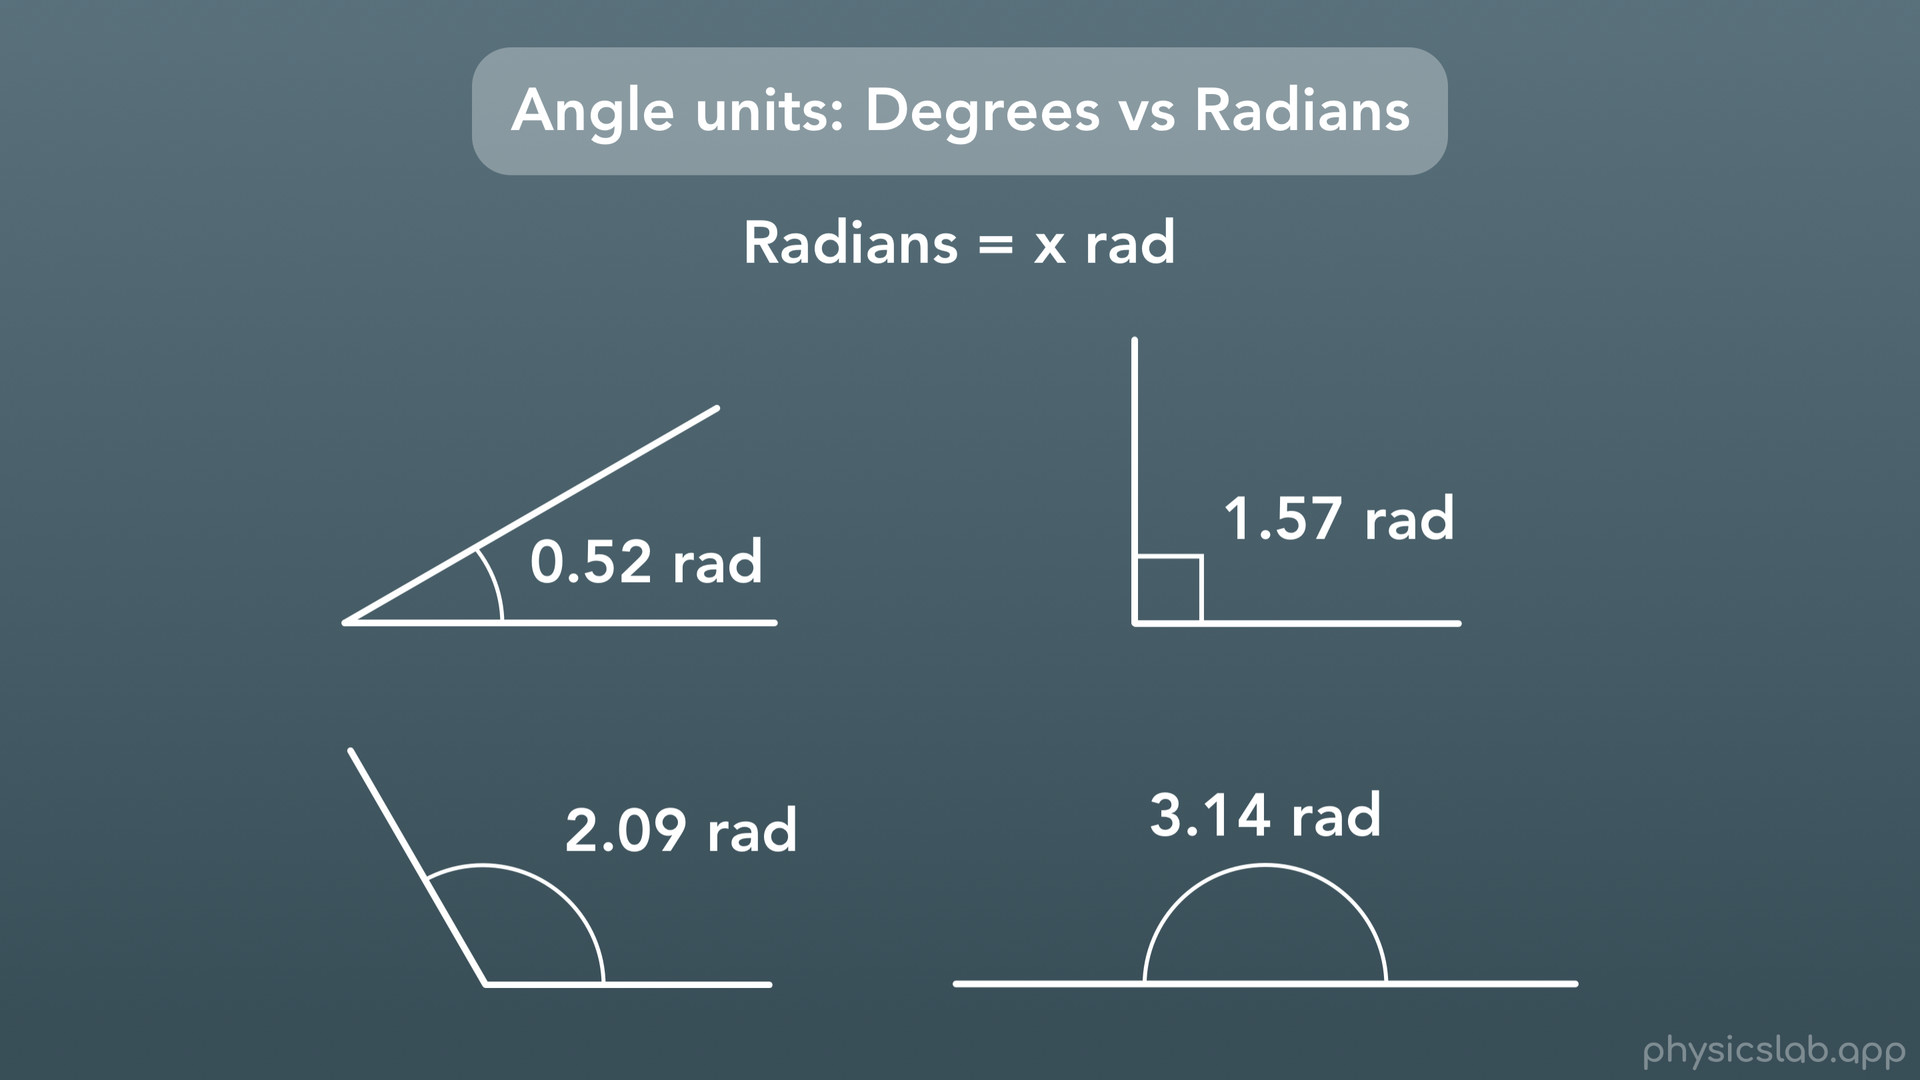 Angle units: Degrees vs Radians
Radians = x rad
0.52 rad
1.57 rad
2.09 rad
3.14 rad
physicslab.app